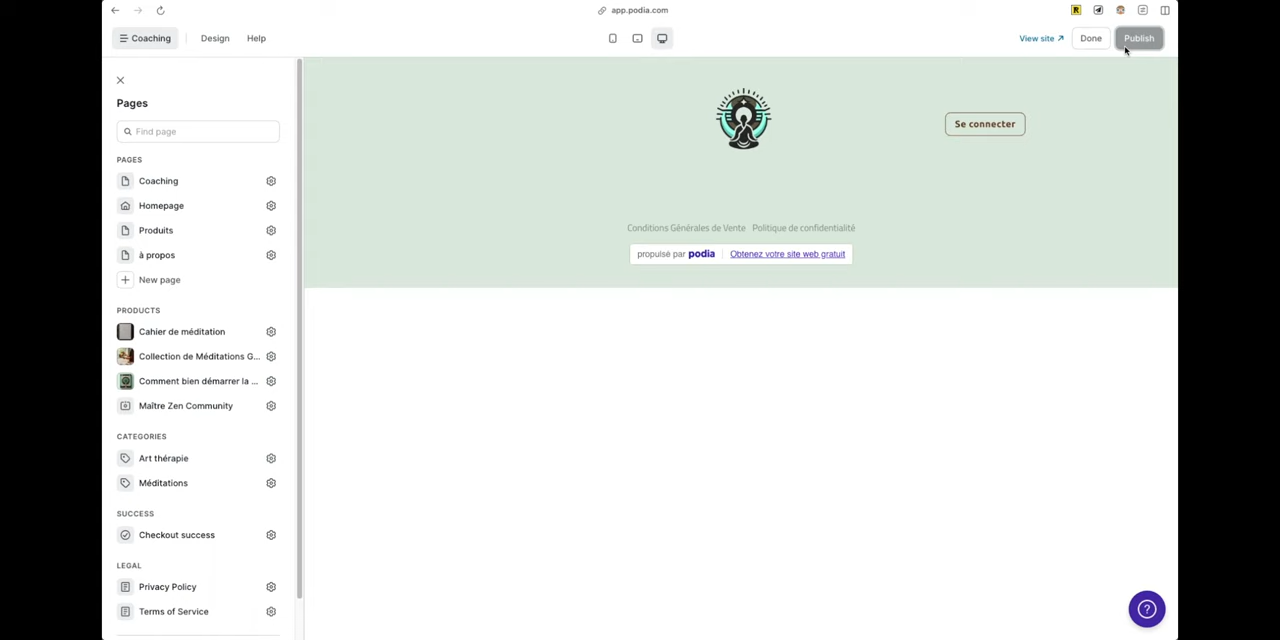 app.podia.com
R
Coaching
Design
Help
View site ↗
Done
Publish
Pages
Find page
PAGES
Coaching
Homepage
Produits
à propos
New page
PRODUCTS
Cahier de méditation
Collection de Méditations G...
Comment bien démarrer la ...
Maître Zen Community
CATEGORIES
Art thérapie
Méditations
SUCCESS
Checkout success
LEGAL
Privacy Policy
Terms of Service
Se connecter
Conditions Générales de Vente Politique de confidentialité
propulsé par podia Obtenez votre site web gratuit